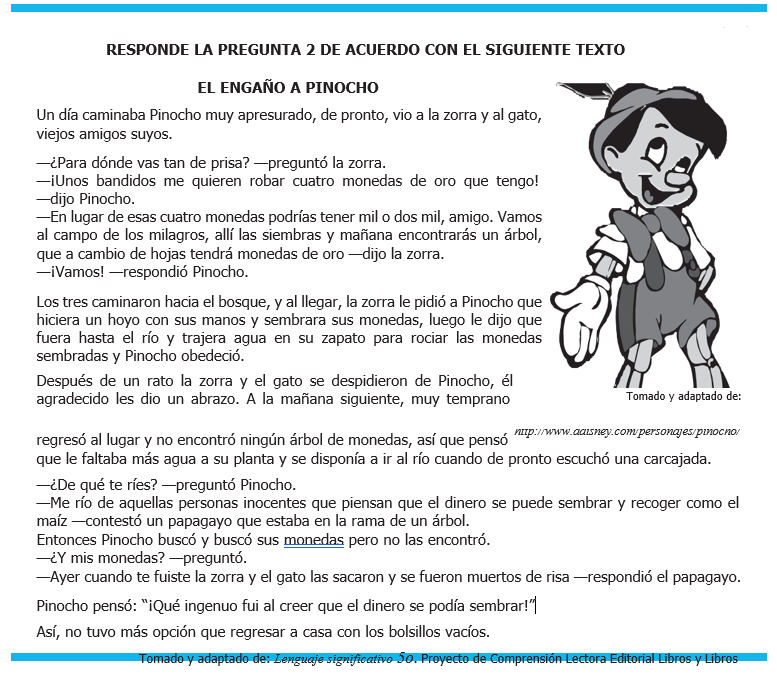 RESPONDE LA PREGUNTA 2 DE ACUERDO CON EL SIGUIENTE TEXTO
EL ENGAÑO A PINOCHO
Un día caminaba Pinocho muy apresurado, de pronto, vio a la zorra y al gato,
viejos amigos suyos.
—¿Para dónde vas tan de prisa? —preguntó la zorra.
—¡Unos bandidos me quieren robar cuatro monedas de oro que tengo!
—dijo Pinocho.
—En lugar de esas cuatro monedas podrías tener mil o dos mil, amigo. Vamos
al campo de los milagros, allí las siembras y mañana encontrarás un árbol,
que a cambio de hojas tendrá monedas de oro —dijo la zorra.
—¡Vamos! —respondió Pinocho.
Los tres caminaron hacia el bosque, y al llegar, la zorra le pidió a Pinocho que
hiciera un hoyo con sus manos y sembrara sus monedas, luego le dijo que
fuera hasta el río y trajera agua en su zapato para rociar las monedas
sembradas y Pinocho obedeció.
Después de un rato la zorra y el gato se despidieron de Pinocho, él
agradecido les dio un abrazo. A la mañana siguiente, muy temprano
Tomado y adaptado de:
http://www.adisney.com/personajes/pinocho/
regresó al lugar y no encontró ningún árbol de monedas, así que pensó
que le faltaba más agua a su planta y se disponía a ir al río cuando de pronto escuchó una carcajada.
—¿De qué te ríes? —preguntó Pinocho.
—Me río de aquellas personas inocentes que piensan que el dinero se puede sembrar y recoger como el
maíz —contestó un papagayo que estaba en la rama de un árbol.
Entonces Pinocho buscó y buscó sus monedas pero no las encontró.
—¿Y mis monedas? —preguntó.
—Ayer cuando te fuiste la zorra y el gato las sacaron y se fueron muertos de risa —respondió el papagayo.
Pinocho pensó: “¡Qué ingenuo fui al creer que el dinero se podía sembrar!”
Así, no tuvo más opción que regresar a casa con los bolsillos vacíos.
Tomado y adaptado de: Lenguaje significativo 5o. Proyecto de Comprensión Lectora Editorial Libros y Libros